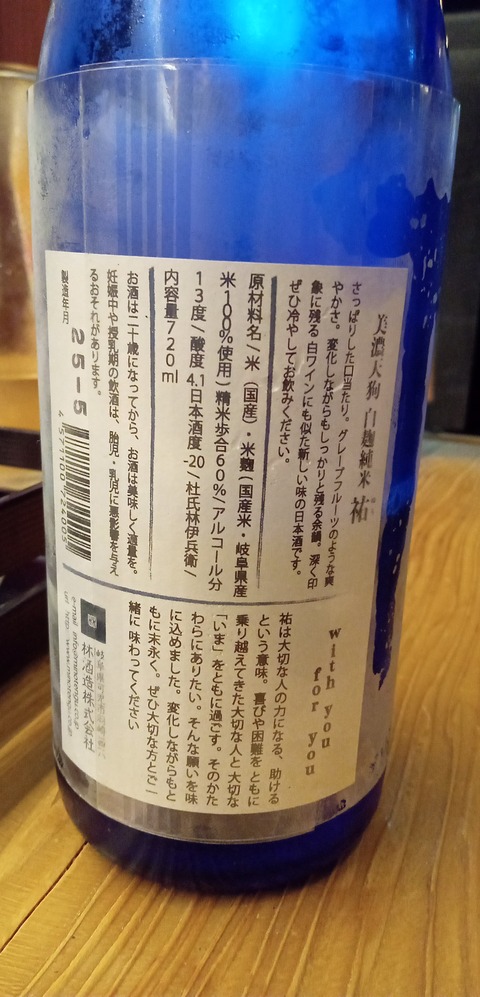 美濃天狗 白麹純米 祐
さっぱりした口当たり。グレープフルーツのような爽
やかさ。変化しながらもしっかりと残る余韻。深く印
象に残る 白ワインにも似た新しい味の日本酒です。
ぜひ冷やしてお飲みください。
原材料名/米(国産)・米麹(国産米・岐阜県産
米100%使用)精米歩合60%/アルコール分
13度/酸度4.1日本酒度-20/杜氏林伊兵衛/
内容量720ml
お酒は二十歳になってから、お酒は美味しく適量を。
妊娠中や授乳期の飲酒は、胎児・乳児に悪影響を与え
るおそれがあります。
製造年月 25-5
4571100724005
with you
for you
祐は大切な人の力になる、助ける
という意味。喜びや困難を ともに
乗り越えてきた大切な人と 大切な
「いま」をともに過ごす。そのかた
わらにありたい。そんな願いを味
に込めました。変化しながらもと
もに末永く。ぜひ大切な方とご一
緒に味わってください
林酒造株式会社